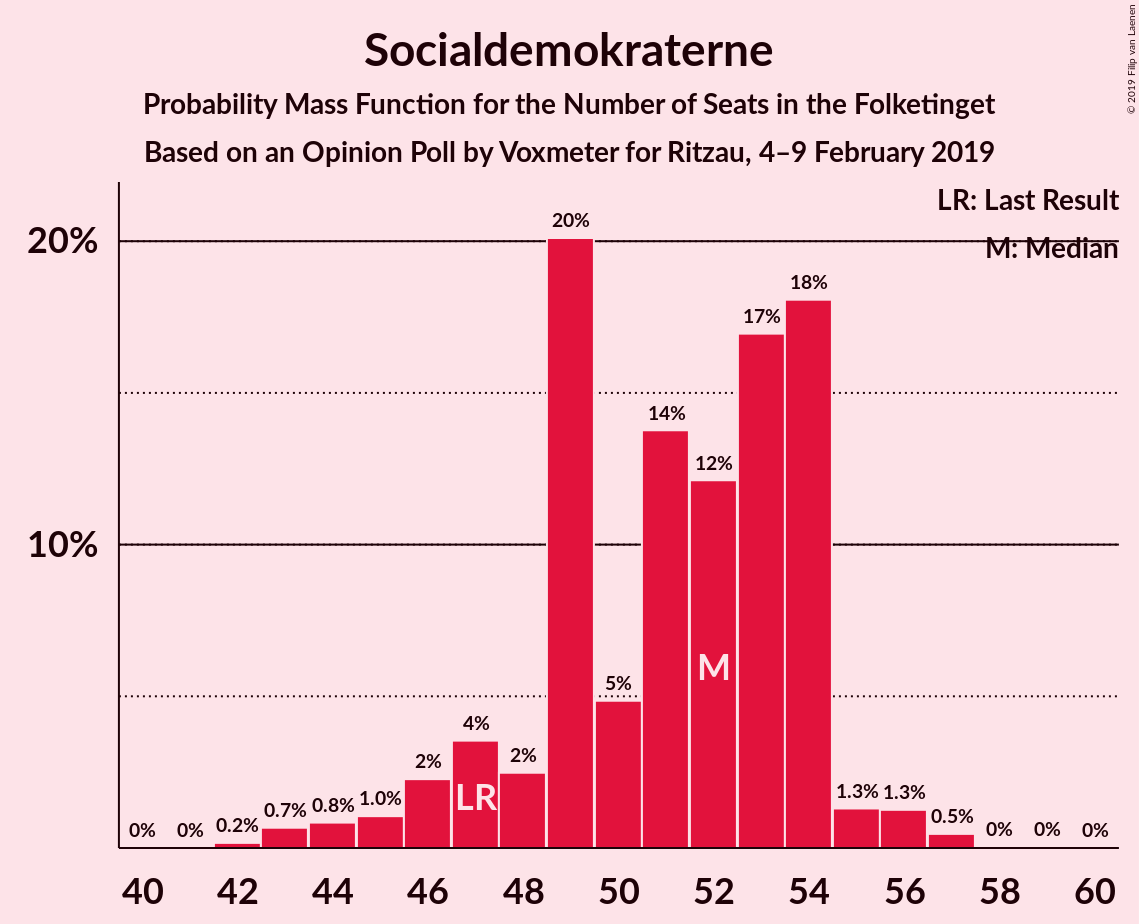 Socialdemokraterne
Probability Mass Function for the Number of Seats in the Folketinget
Based on an Opinion Poll by Voxmeter for Ritzau, 4–9 February 2019
© 2019 Filip van Laenen
LR: Last Result
M: Median
20%
10%
0%
0%
0.2%
0.7%
0.8%
1.0%
2%
4%
2%
20%
5%
14%
12%
17%
18%
1.3%
1.3%
0.5%
0%
0%
0%
LR
M
40 42 44 46 48 50 52 54 56 58 60